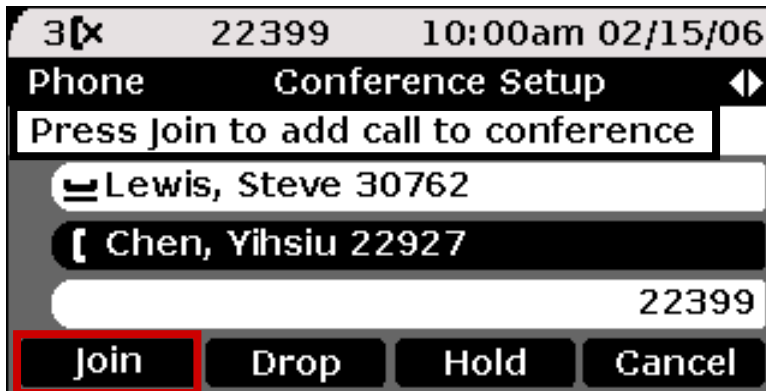 3 22399 10:00am 02/15/06
Phone Conference Setup
Press Join to add call to conference
Lewis, Steve 30762
Chen, Yihsiu 22927
22399
Join Drop Hold Cancel